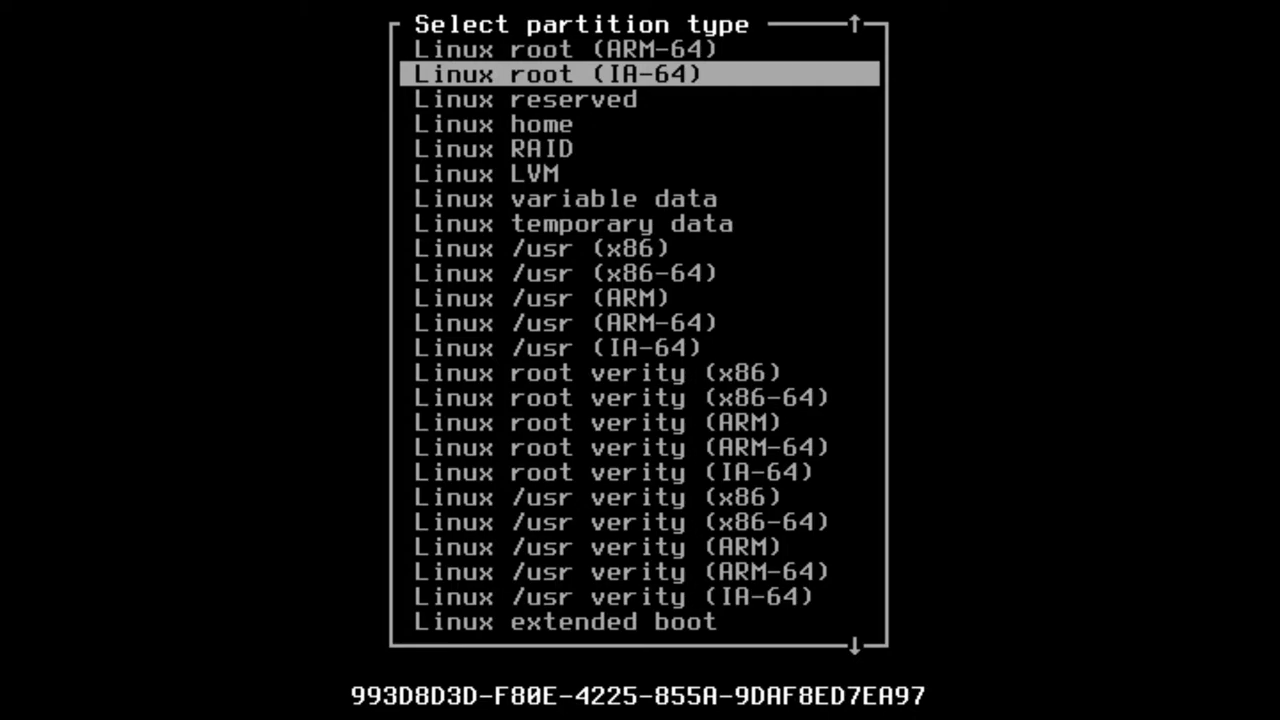 Select partition type ↑
Linux root (ARM-64)
Linux root (IA-64)
Linux reserved
Linux home
Linux RAID
Linux LVM
Linux variable data
Linux temporary data
Linux /usr (x86)
Linux /usr (x86-64)
Linux /usr (ARM)
Linux /usr (ARM-64)
Linux /usr (IA-64)
Linux root verity (x86)
Linux root verity (x86-64)
Linux root verity (ARM)
Linux root verity (ARM-64)
Linux root verity (IA-64)
Linux /usr verity (x86)
Linux /usr verity (x86-64)
Linux /usr verity (ARM)
Linux /usr verity (ARM-64)
Linux /usr verity (IA-64)
Linux extended boot
↓
993D8D3D-F80E-4225-855A-9DAF8ED7EA97